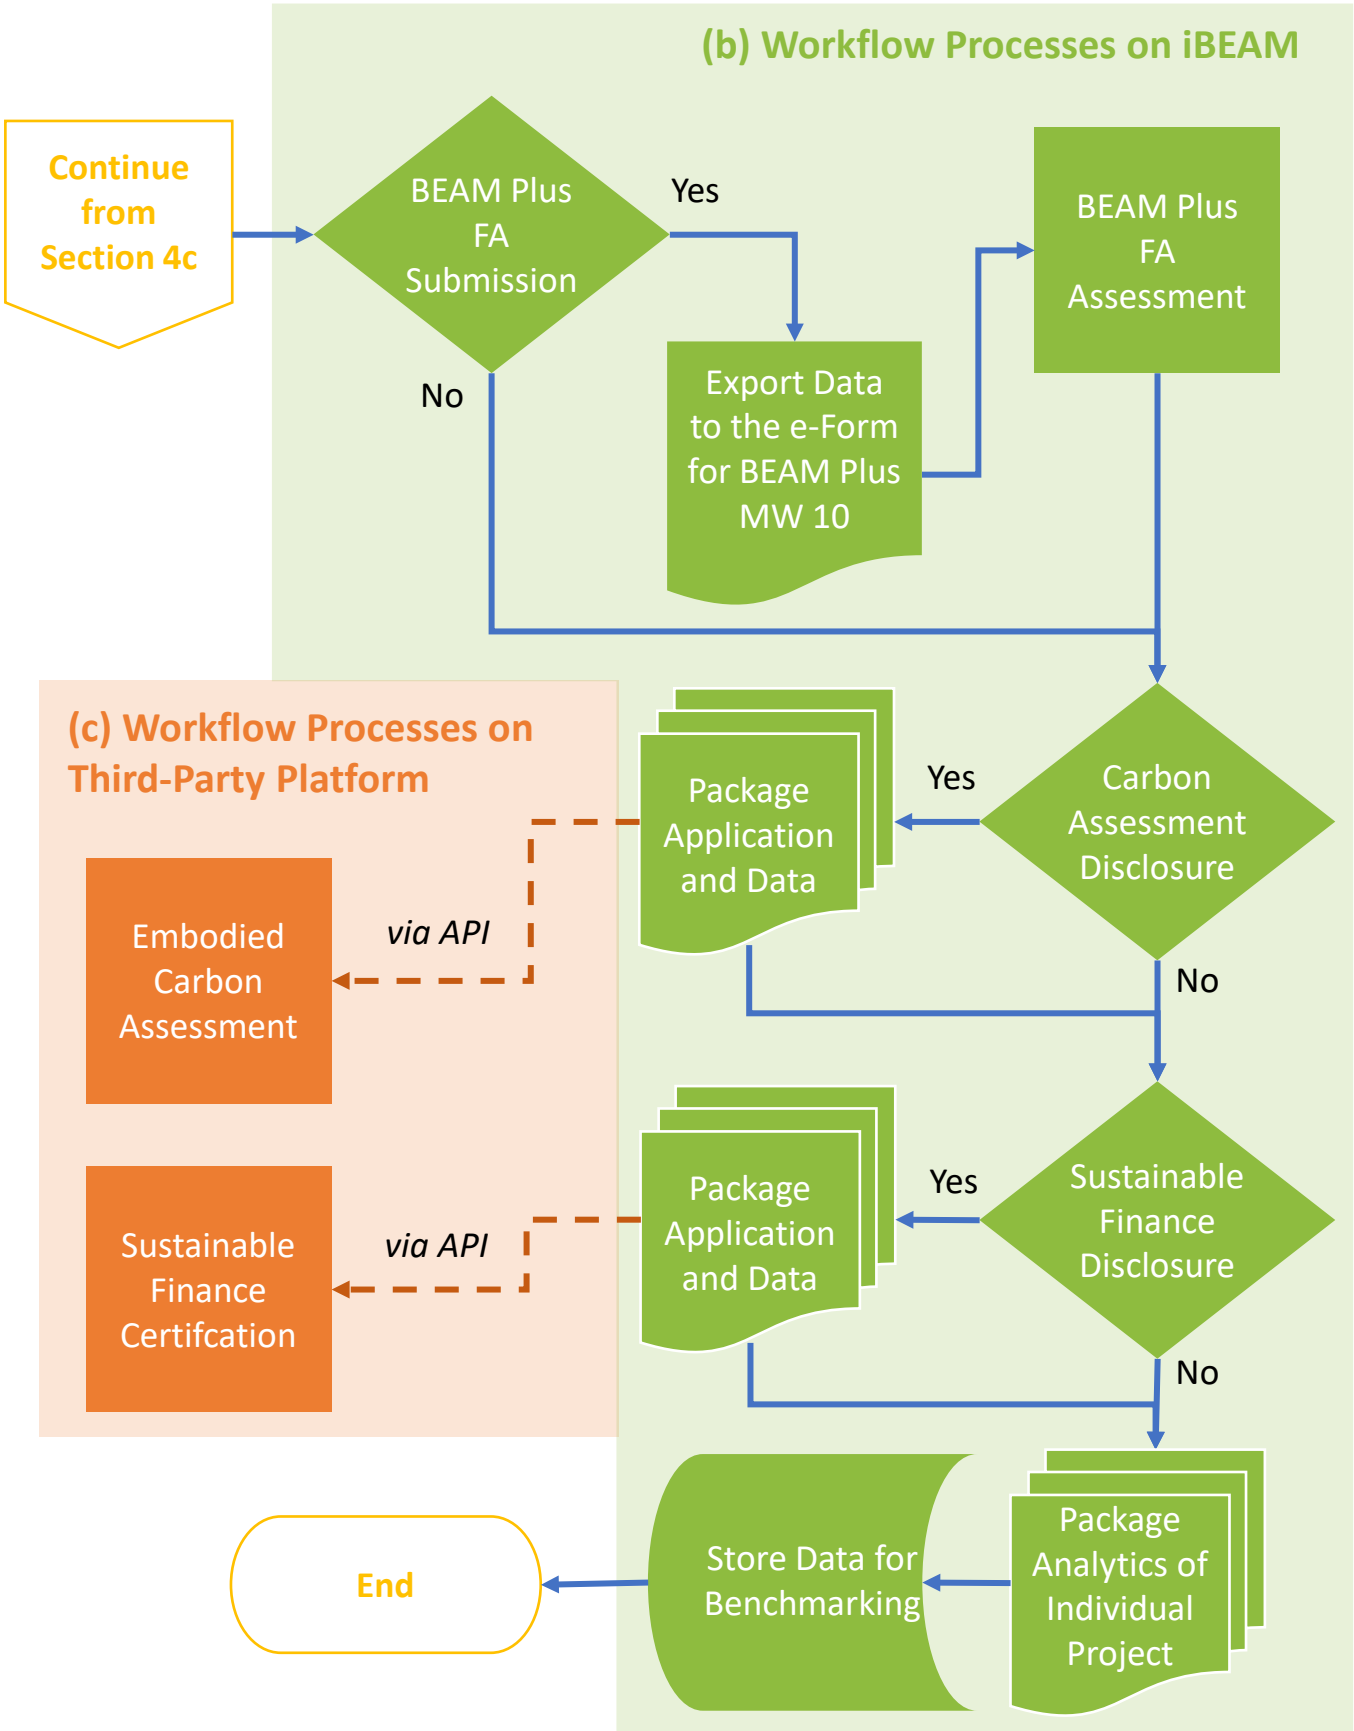 (b) Workflow Processes on iBEAM
Continue
from
Section 4c
BEAM Plus
FA
Submission
Yes
BEAM Plus
FA
Assessment
No
Export Data
to the e-Form
for BEAM Plus
MW 10
(c) Workflow Processes on
Third-Party Platform
Package
Application
and Data
Yes
Carbon
Assessment
Disclosure
Embodied
Carbon
Assessment
via API
No
Package
Application
and Data
Yes
Sustainable
Finance
Disclosure
Sustainable
Finance
Certifcation
via API
No
End
Store Data for
Benchmarking
Package
Analytics of
Individual
Project